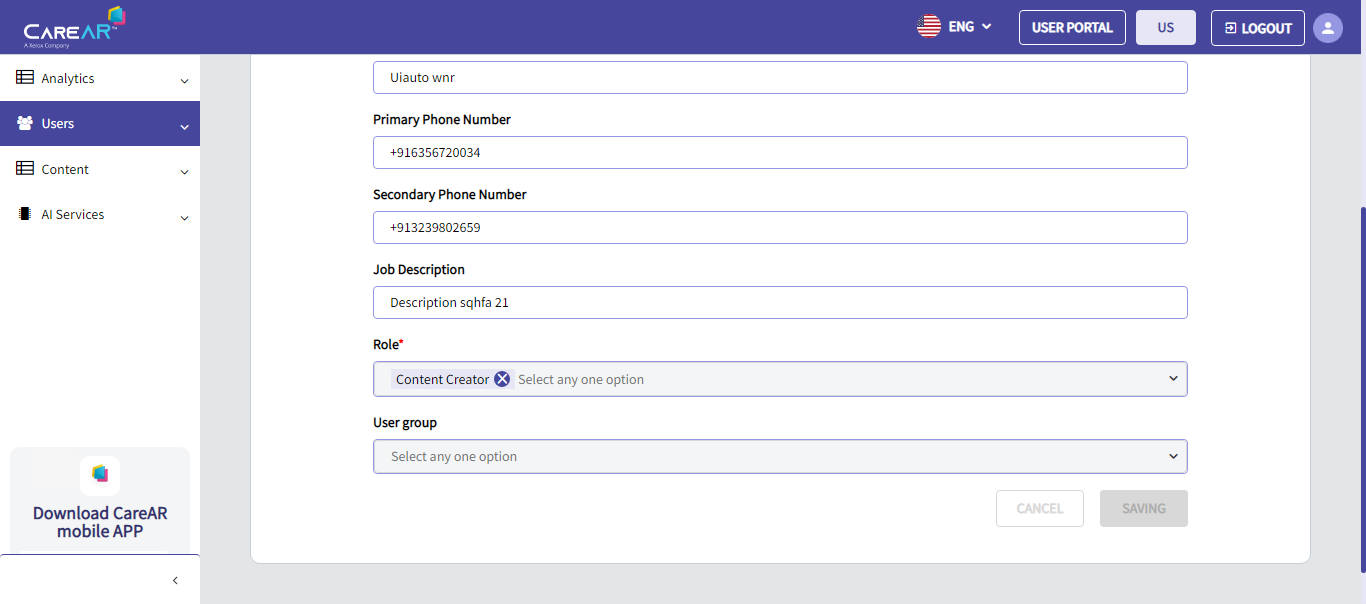 CAREAR™
A Xerox Company
ENG
USER PORTAL
US
LOGOUT
Analytics
Users
Content
AI Services
Download CareAR
mobile APP
Uiauto wnr
Primary Phone Number
+916356720034
Secondary Phone Number
+913239802659
Job Description
Description sqhfa 21
Role*
Content Creator Select any one option
User group
Select any one option
CANCEL
SAVING